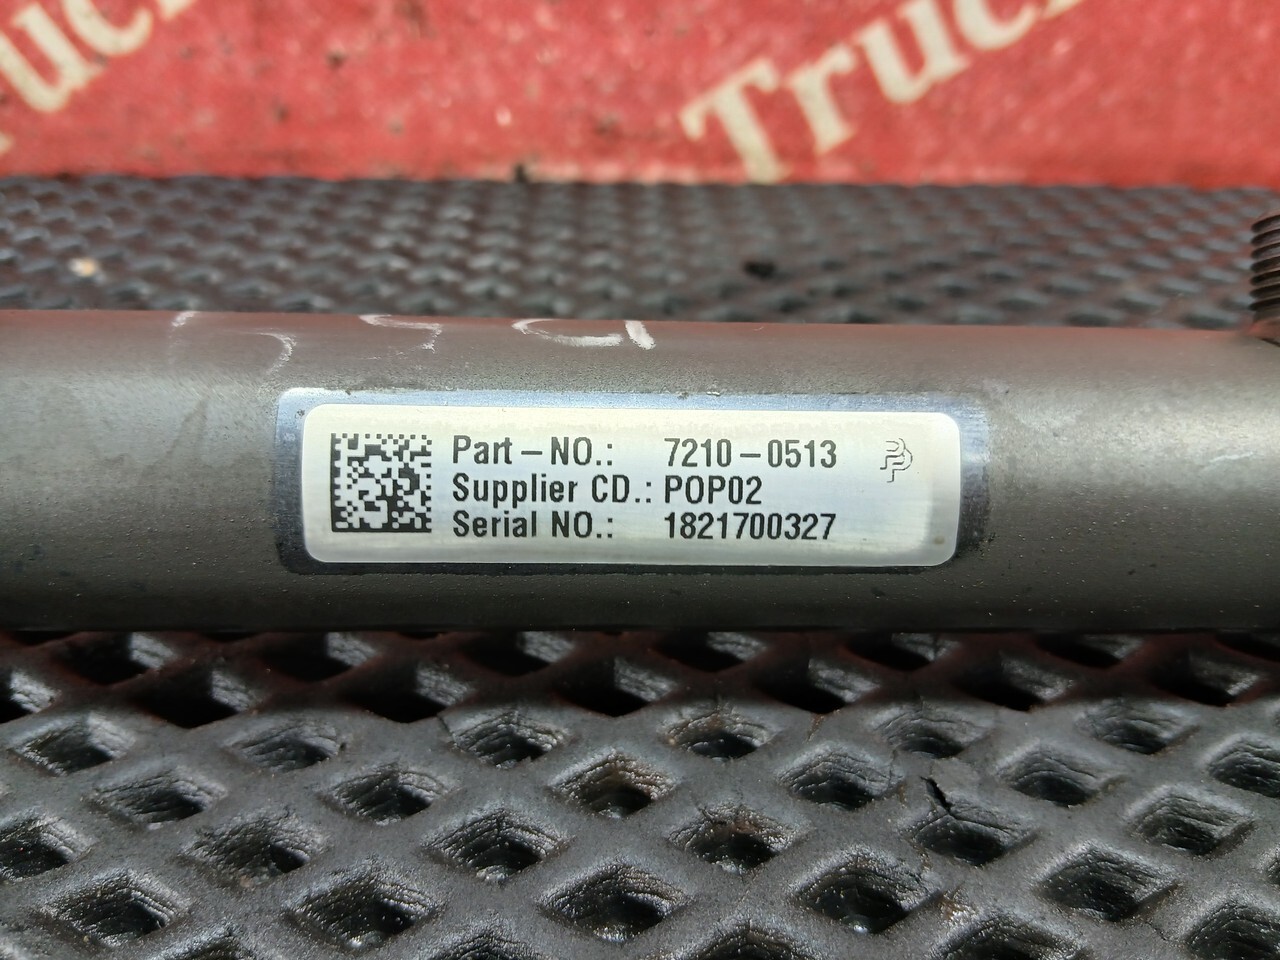 Truck
Part-NO.: 7210-0513
Supplier CD.: POP02
Serial NO.: 1821700327